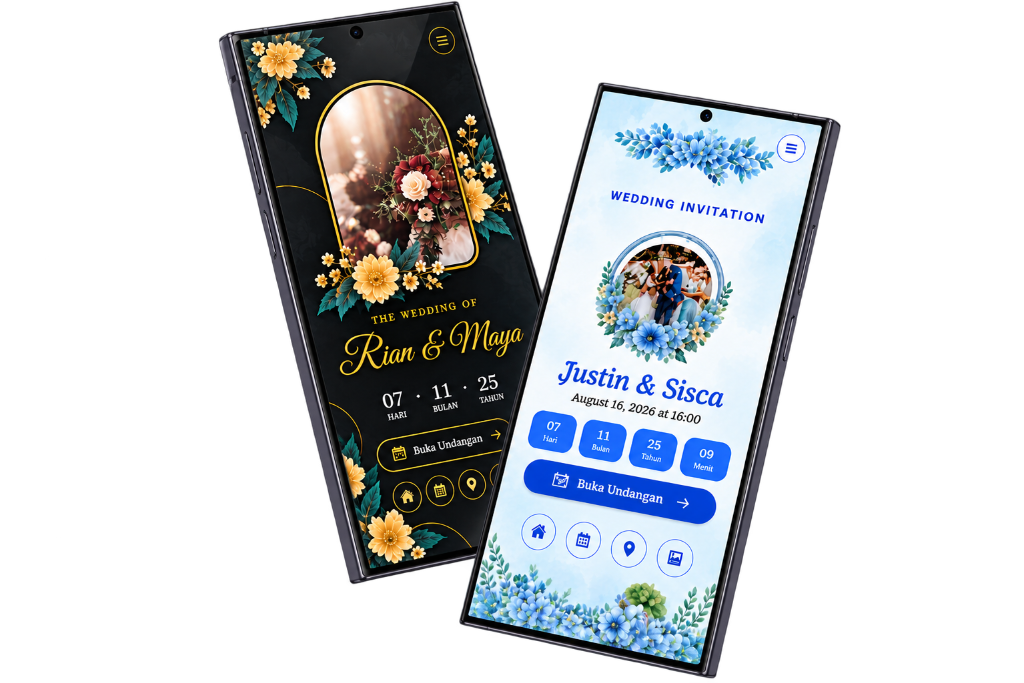 THE WEDDING OF
Rian & Maya
07 · 11 · 25
HARI BULAN TAHUN
Buka Undangan
WEDDING INVITATION
Justin & Sisca
August 16, 2026 at 16:00
07 11 25 09
Hari Bulan Tahun Menit
Buka Undangan